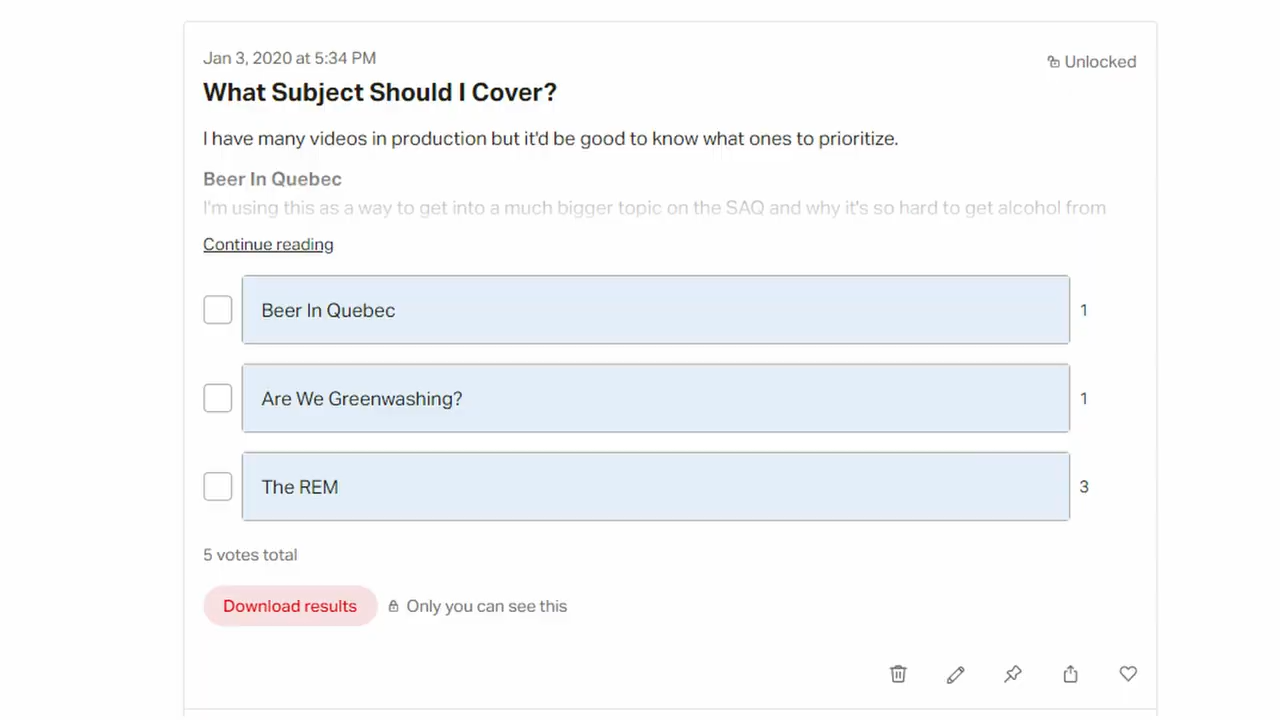 Jan 3, 2020 at 5:34 PM
Unlocked
What Subject Should I Cover?
I have many videos in production but it'd be good to know what ones to prioritize.
Beer In Quebec
I'm using this as a way to get into a much bigger topic on the SAQ and why it's so hard to get alcohol from
Continue reading
Beer In Quebec 1
Are We Greenwashing? 1
The REM 3
5 votes total
Download results Only you can see this